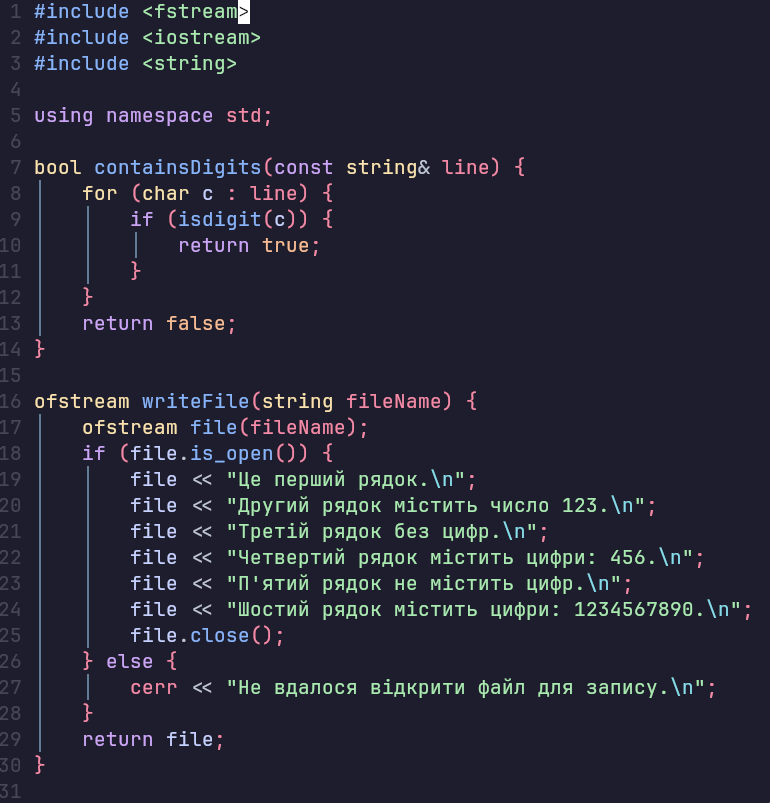 1 #include <fstream>
2 #include <iostream>
3 #include <string>
4
5 using namespace std;
6
7 bool containsDigits(const string& line) {
8     for (char c : line) {
9         if (isdigit(c)) {
10             return true;
11         }
12     }
13     return false;
14 }
15
16 ofstream writeFile(string fileName) {
17     ofstream file(fileName);
18     if (file.is_open()) {
19         file << "Це перший рядок.\n";
20         file << "Другий рядок містить число 123.\n";
21         file << "Третій рядок без цифр.\n";
22         file << "Четвертий рядок містить цифри: 456.\n";
23         file << "П'ятий рядок не містить цифр.\n";
24         file << "Шостий рядок містить цифри: 1234567890.\n";
25         file.close();
26     } else {
27         cerr << "Не вдалося відкрити файл для запису.\n";
28     }
29     return file;
30 }
31